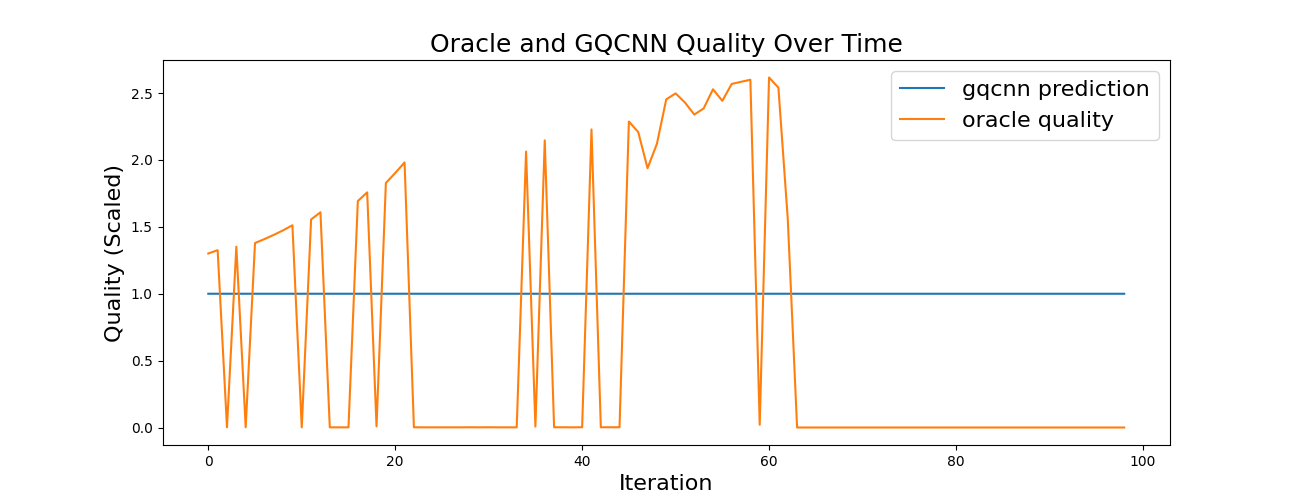 Oracle and GQCNN Quality Over Time
gqcnn prediction
oracle quality
Quality (Scaled)
2.5
2.0
1.5
1.0
0.5
0.0
0 20 40 60 80 100
Iteration